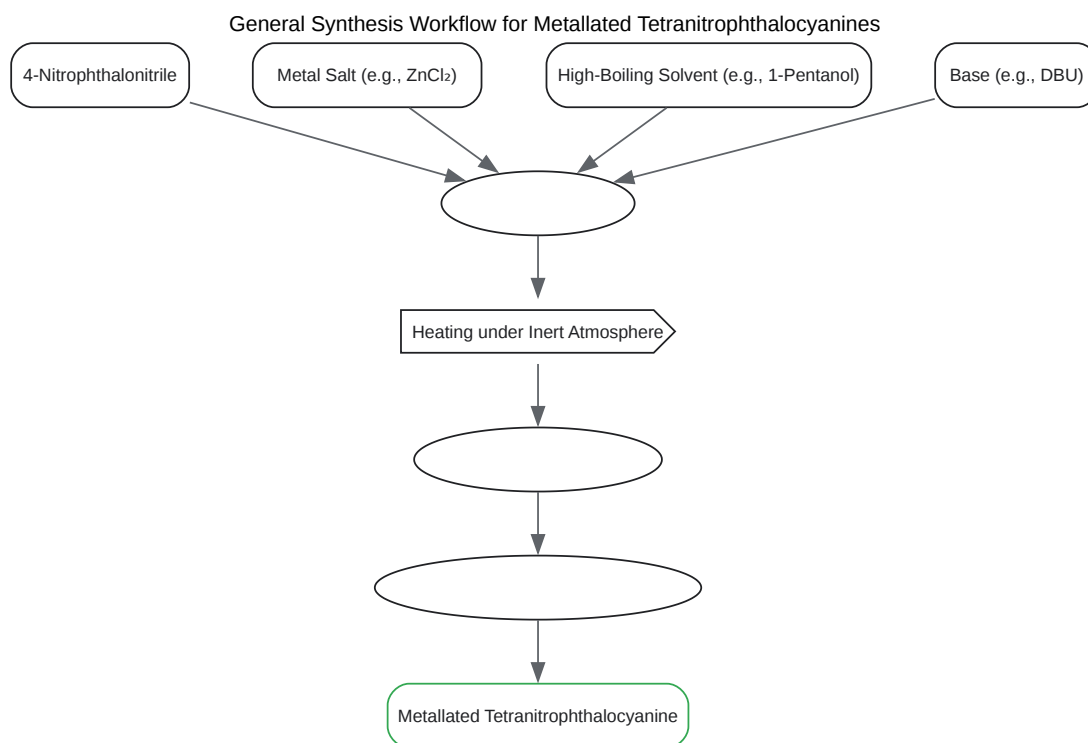 General Synthesis Workflow for Metallated Tetranitrophthalocyanines
4-Nitrophthalonitrile
Metal Salt (e.g., ZnCl₂)
High-Boiling Solvent (e.g., 1-Pentanol)
Base (e.g., DBU)
Heating under Inert Atmosphere
Metallated Tetranitrophthalocyanine